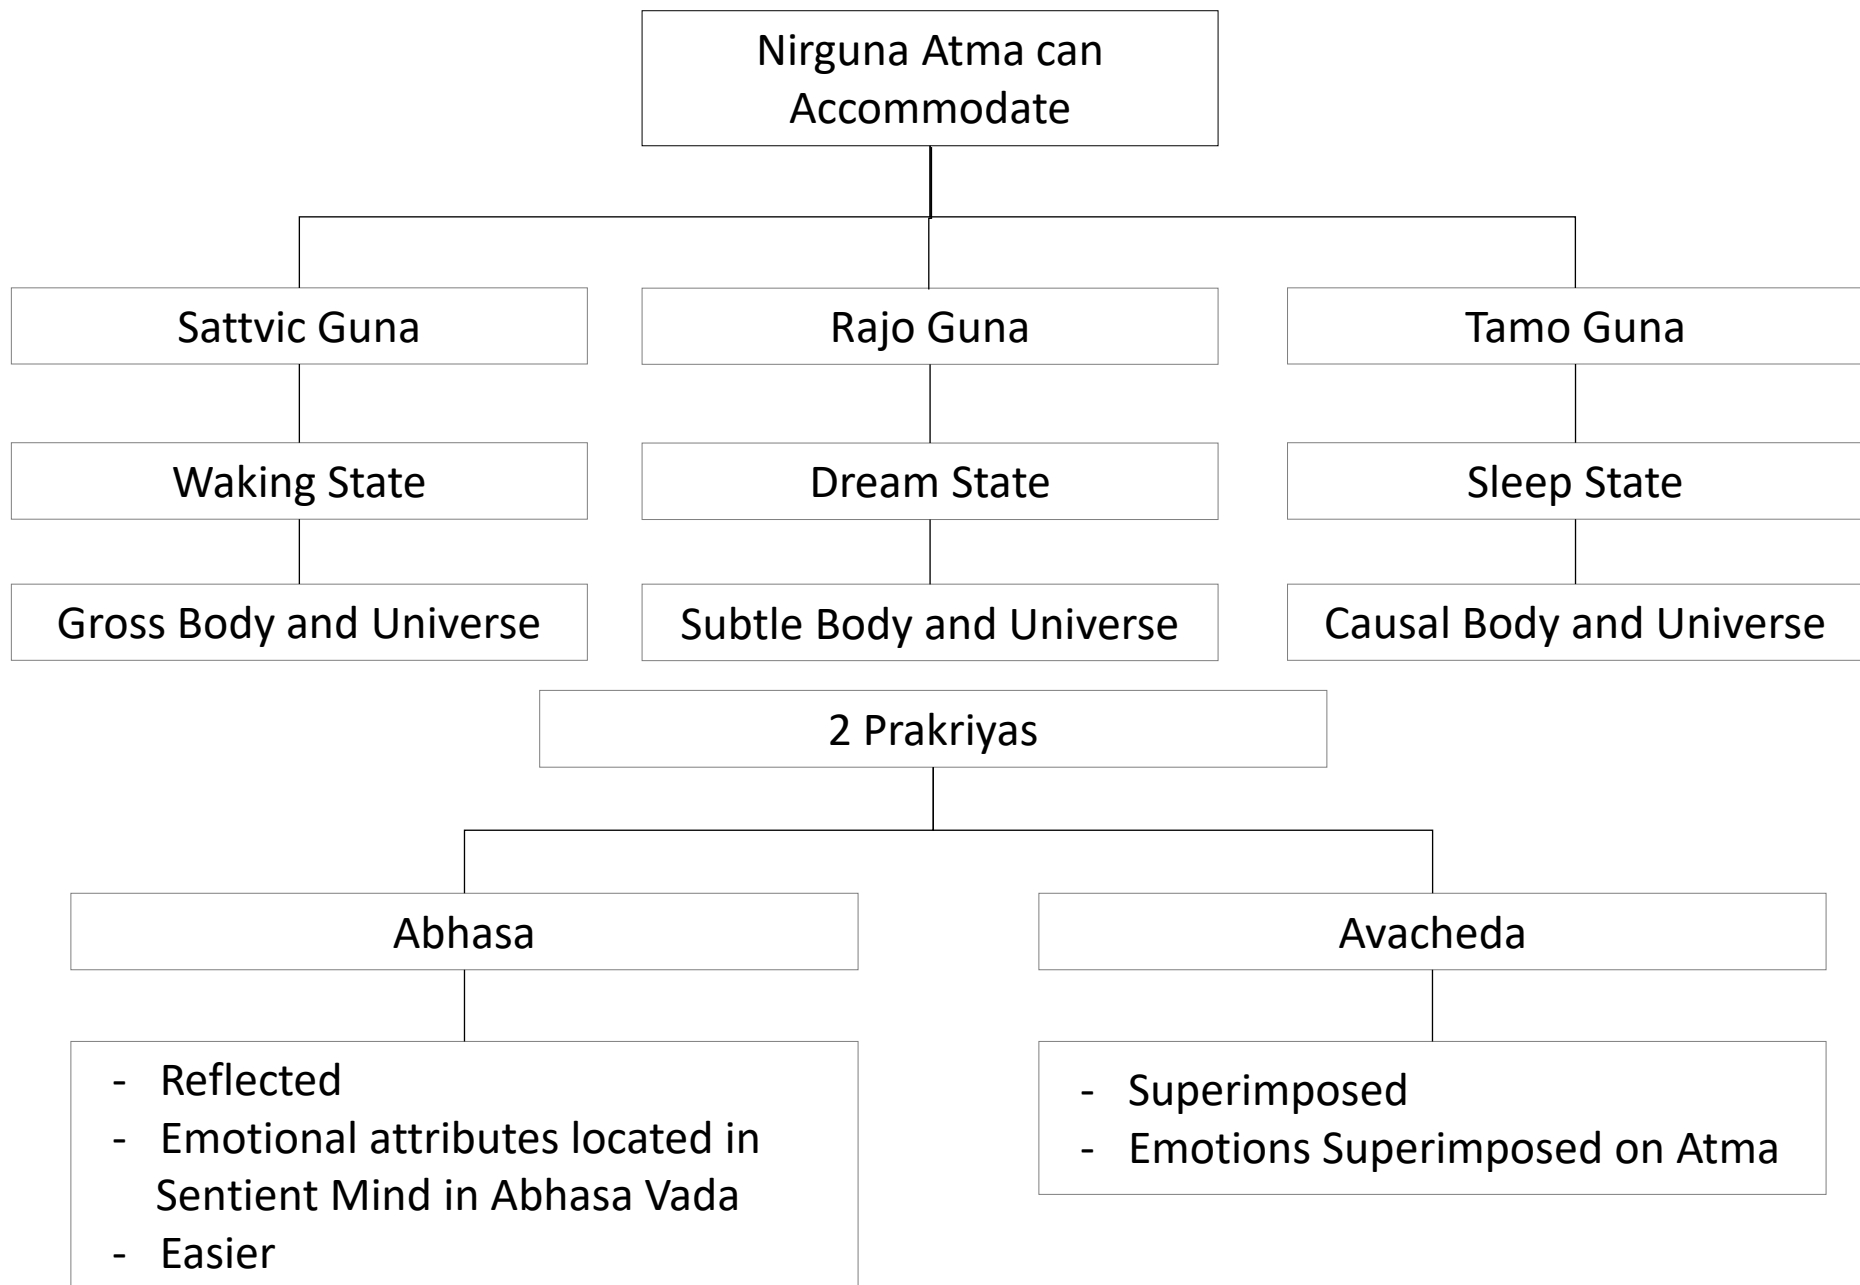 Nirguna Atma can
Accommodate
Sattvic Guna
Rajo Guna
Tamo Guna
Waking State
Dream State
Sleep State
Gross Body and Universe
Subtle Body and Universe
Causal Body and Universe
2 Prakriyas
Abhasa
Avacheda
- Reflected
- Emotional attributes located in
Sentient Mind in Abhasa Vada
- Easier
- Superimposed
- Emotions Superimposed on Atma